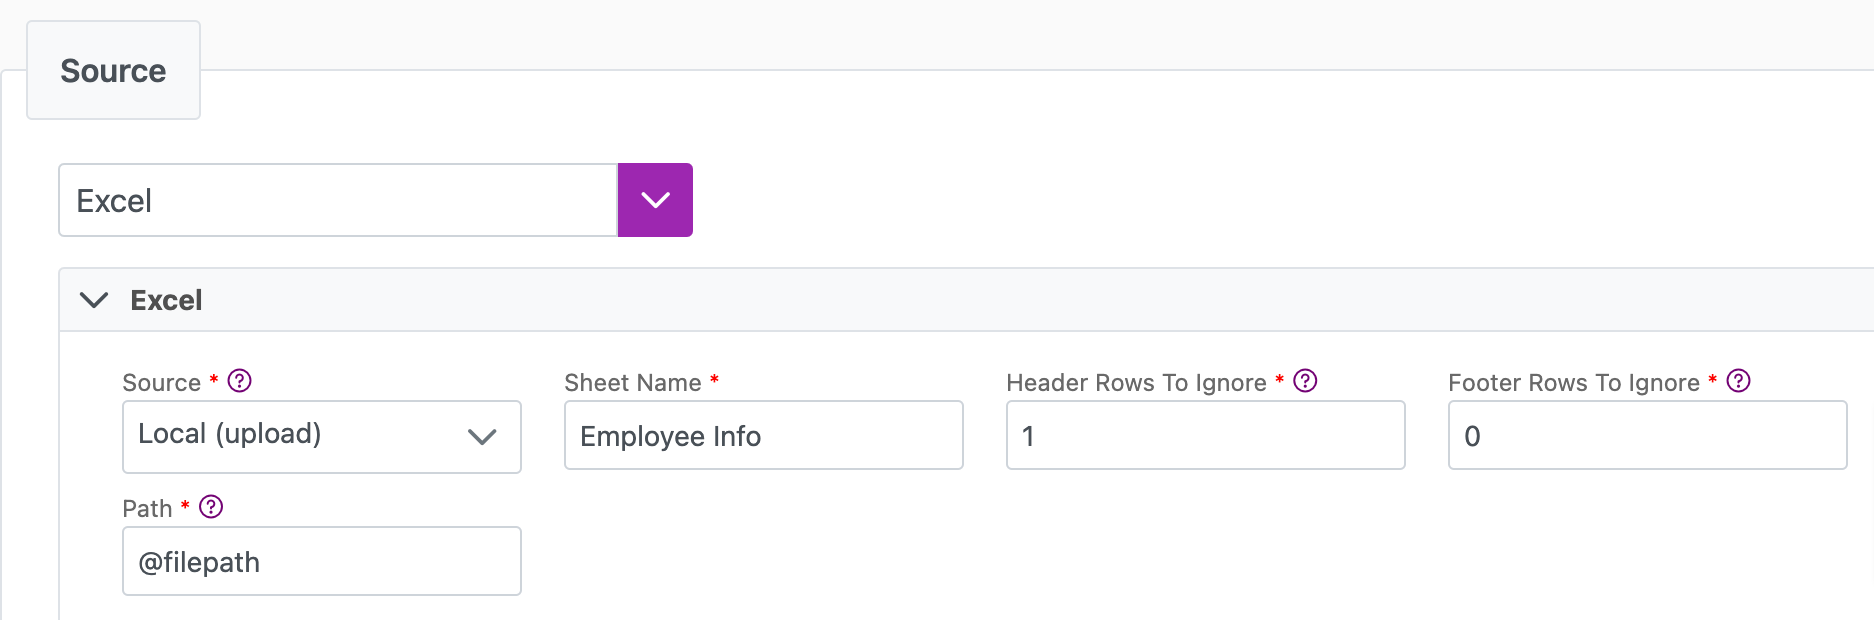 Source
Excel
Excel
Source * ?
Sheet Name *
Header Rows To Ignore * ?
Footer Rows To Ignore * ?
Local (upload)
Employee Info
1
0
Path * ?
@filepath